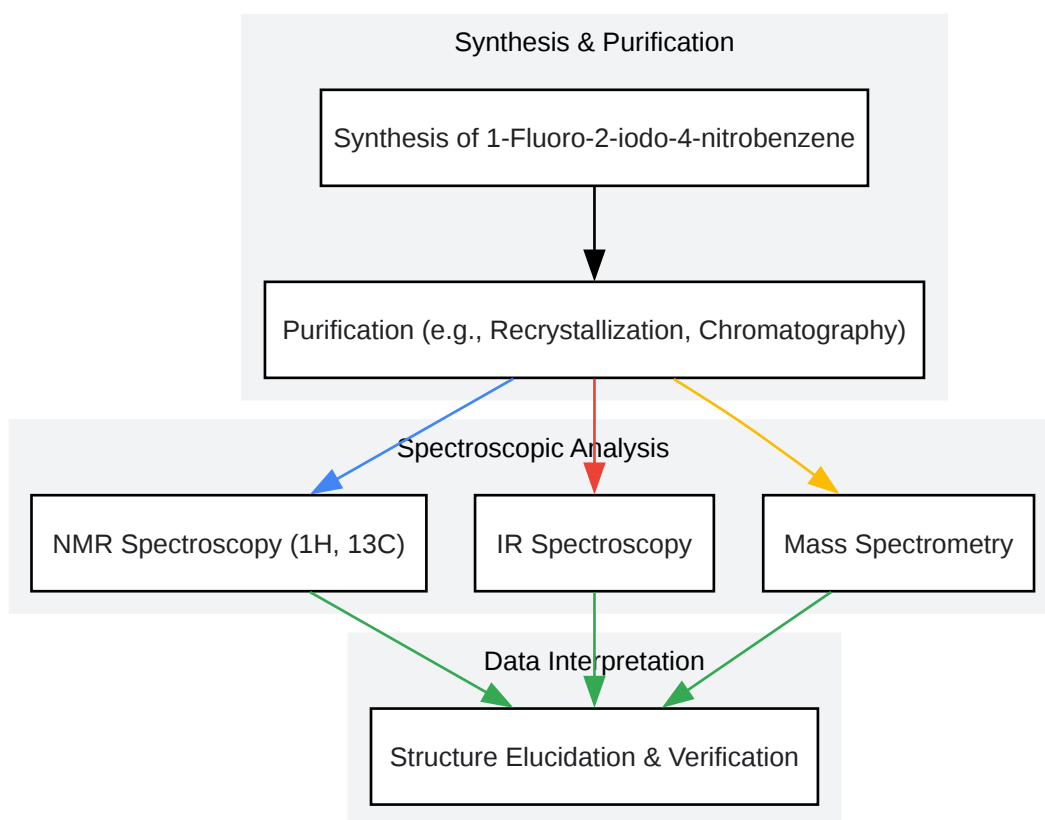 Synthesis & Purification
Synthesis of 1-Fluoro-2-iodo-4-nitrobenzene
Purification (e.g., Recrystallization, Chromatography)
Spectroscopic Analysis
NMR Spectroscopy (1H, 13C)
IR Spectroscopy
Mass Spectrometry
Data Interpretation
Structure Elucidation & Verification